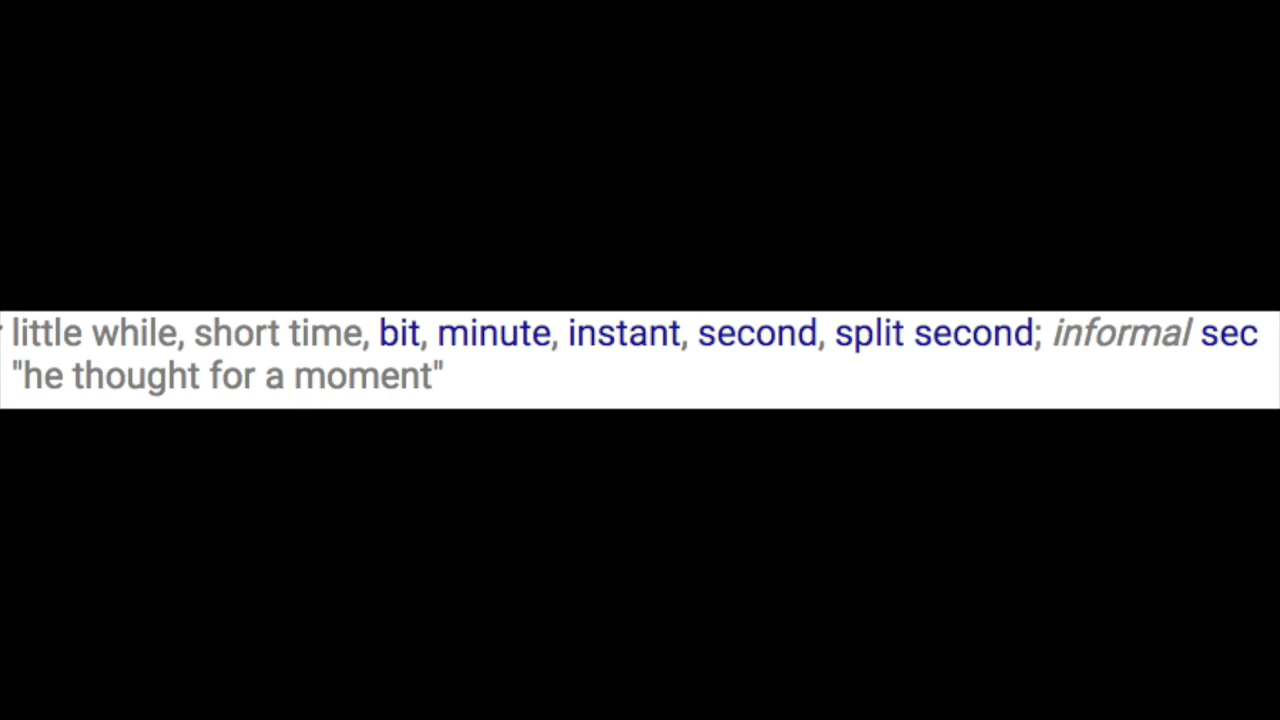 little while, short time, bit, minute, instant, second, split second; informal sec
"he thought for a moment"